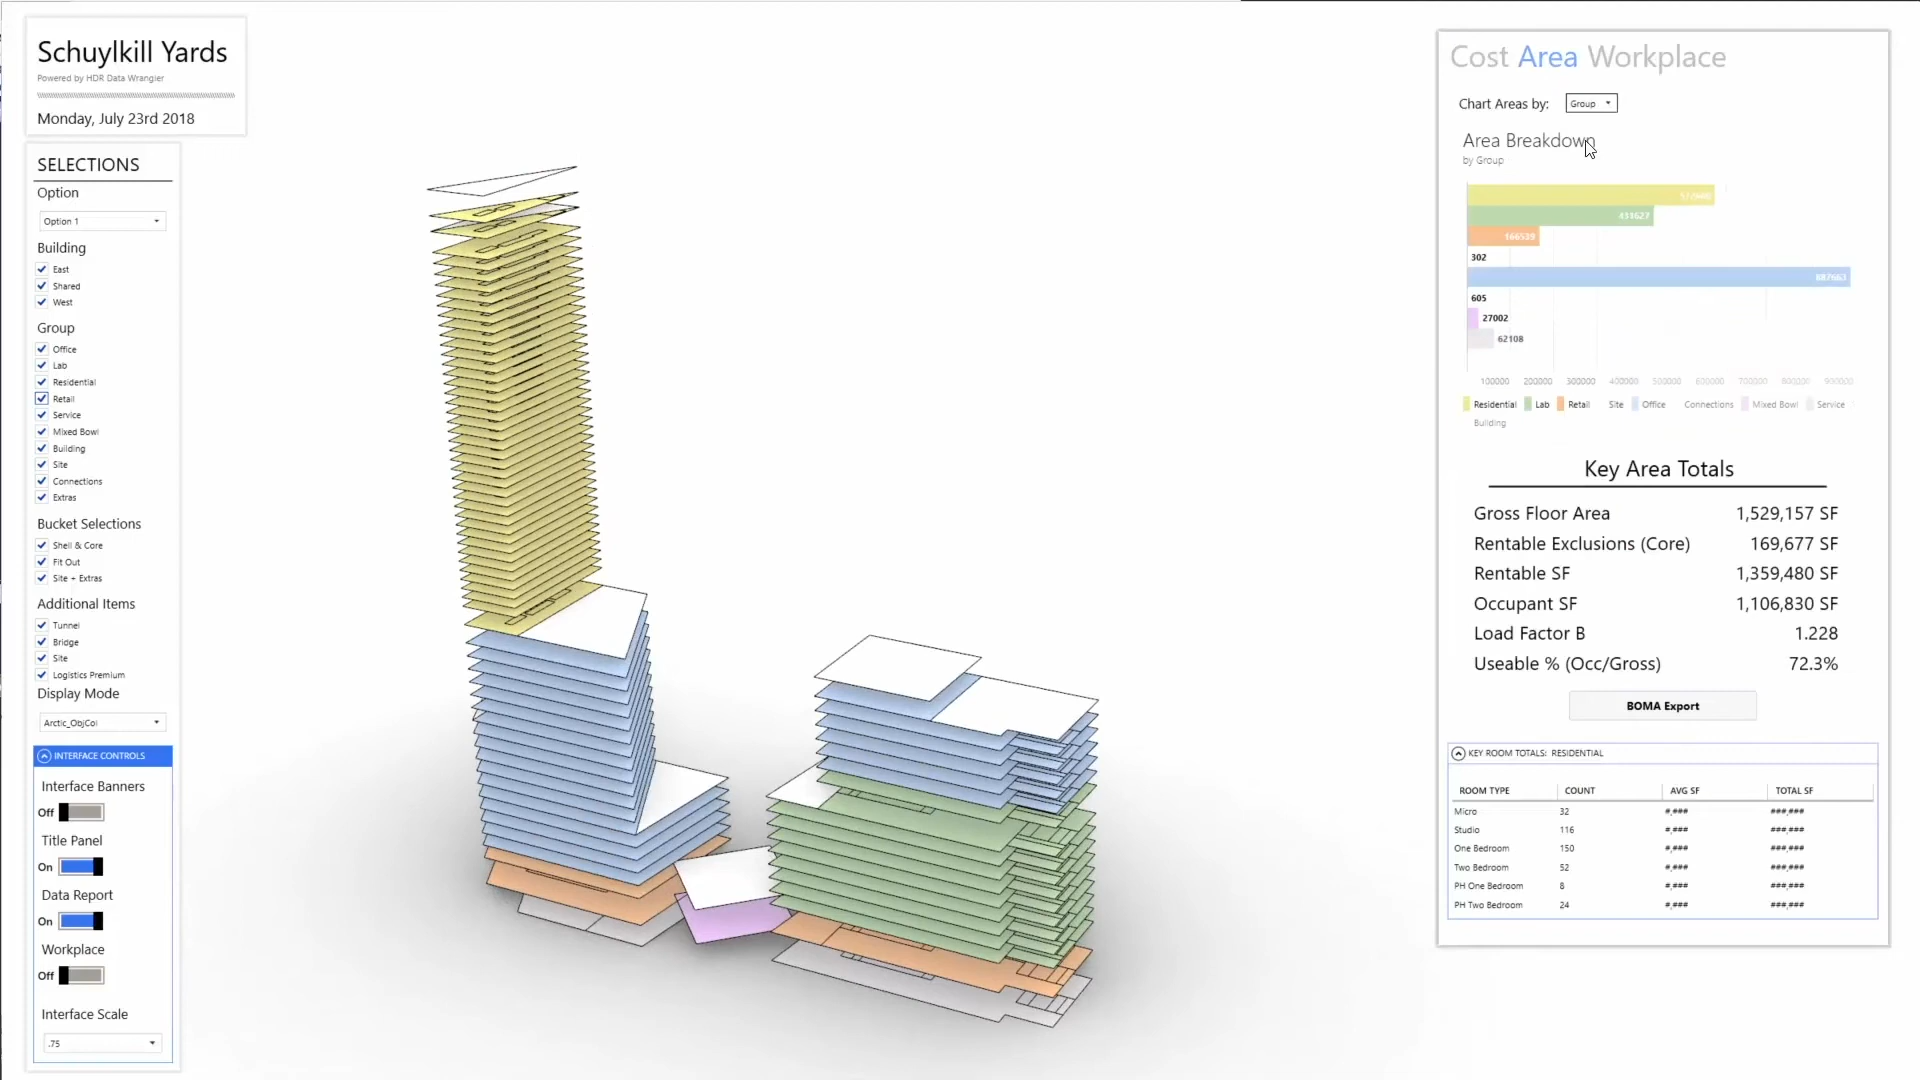 Schuylkill Yards
Powered by HDR Data Wrangler
Monday, July 23rd 2018
SELECTIONS
Option
Option 1
Building
East
Shared
West
Group
Office
Lab
Residential
Retail
Service
Mixed Bowl
Building
Site
Connections
Extras
Bucket Selections
Shell & Core
Fit Out
Site + Extras
Additional Items
Tunnel
Bridge
Site
Logistics Premium
Display Mode
Arctic_ObjCol
INTERFACE CONTROLS
Interface Banners
Off
Title Panel
On
Data Report
On
Workplace
Off
Interface Scale
.75
Cost Area Workplace
Chart Areas by: Group
Area Breakdown
by Group
431627
166539
302
887663
605
27002
62108
100000 200000 300000 400000 500000 600000 700000 800000 900000
Residential Lab Retail Site Office Connections Mixed Bowl Service
Building
Key Area Totals
Gross Floor Area 1,529,157 SF
Rentable Exclusions (Core) 169,677 SF
Rentable SF 1,359,480 SF
Occupant SF 1,106,830 SF
Load Factor B 1.228
Useable % (Occ/Gross) 72.3%
BOMA Export
KEY ROOM TOTALS: RESIDENTIAL
ROOM TYPE COUNT AVG SF TOTAL SF
Micro 32 #,### ###,###
Studio 116 #,### ###,###
One Bedroom 150 #,### ###,###
Two Bedroom 52 #,### ###,###
PH One Bedroom 8 #,### ###,###
PH Two Bedroom 24 #,### ###,###